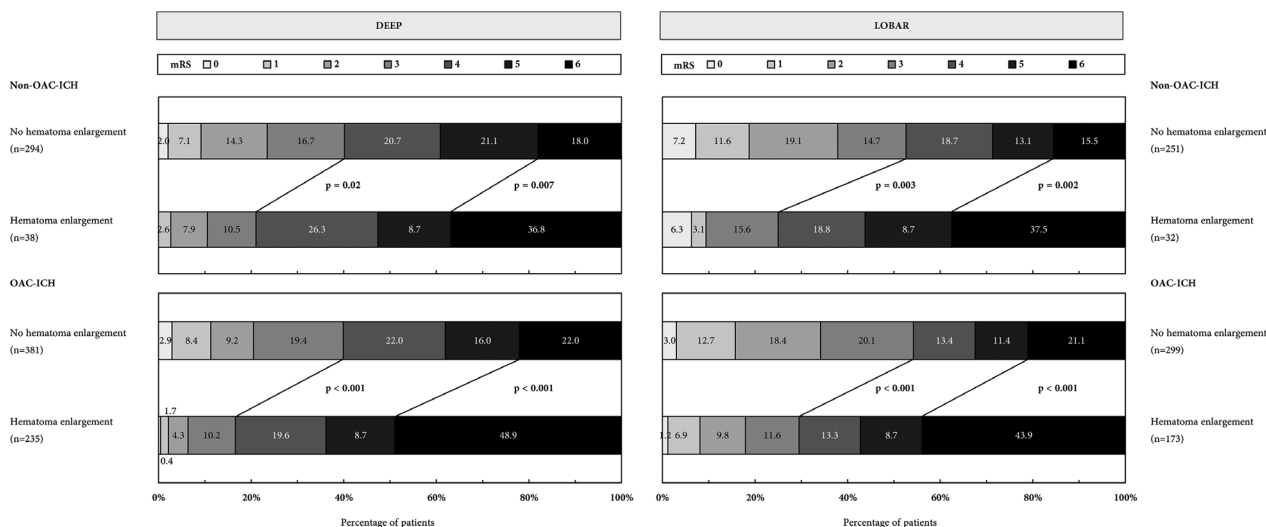 DEEP
LOBAR
mRS 0 1 2 3 4 5 6
mRS 0 1 2 3 4 5 6
Non-OAC-ICH
Non-OAC-ICH
No hematoma enlargement
(n=294)
2.0 7.1 14.3 16.7 20.7 21.1 18.0
7.2 11.6 19.1 14.7 18.7 13.1 15.5
No hematoma enlargement
(n=251)
p = 0.02 p = 0.007
p = 0.003 p = 0.002
Hematoma enlargement
(n=38)
2.6 7.9 10.5 26.3 8.7 36.8
6.3 3.1 15.6 18.8 8.7 37.5
Hematoma enlargement
(n=32)
OAC-ICH
OAC-ICH
No hematoma enlargement
(n=381)
2.9 8.4 9.2 19.4 22.0 16.0 22.0
3.0 12.7 18.4 20.1 13.4 11.4 21.1
No hematoma enlargement
(n=299)
p < 0.001 p < 0.001
p < 0.001 p < 0.001
1.7
Hematoma enlargement
(n=235)
4.3 10.2 19.6 8.7 48.9
0.4
1.2 6.9 9.8 11.6 13.3 8.7 43.9
Hematoma enlargement
(n=173)
0% 20% 40% 60% 80% 100%
0% 20% 40% 60% 80% 100%
Percentage of patients
Percentage of patients